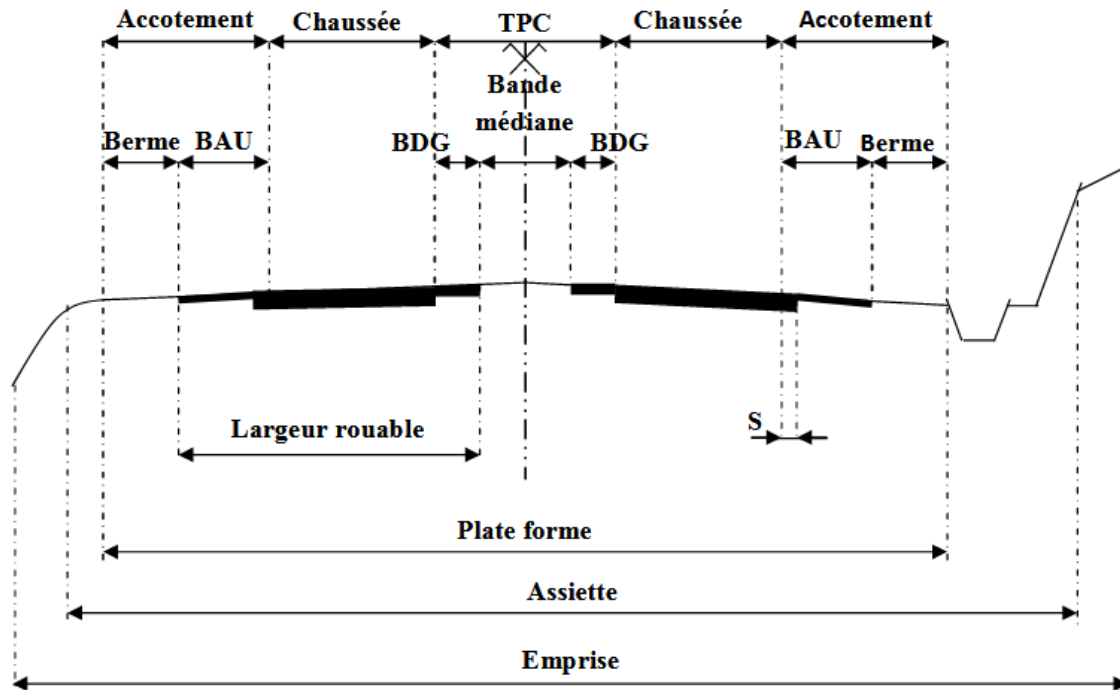 Accotement Chaussée TPC Chaussée Accotement
Bande
médiane
Berme BAU BDG BDG BAU Berme
S
Largeur rouable
Plate forme
Assiette
Emprise